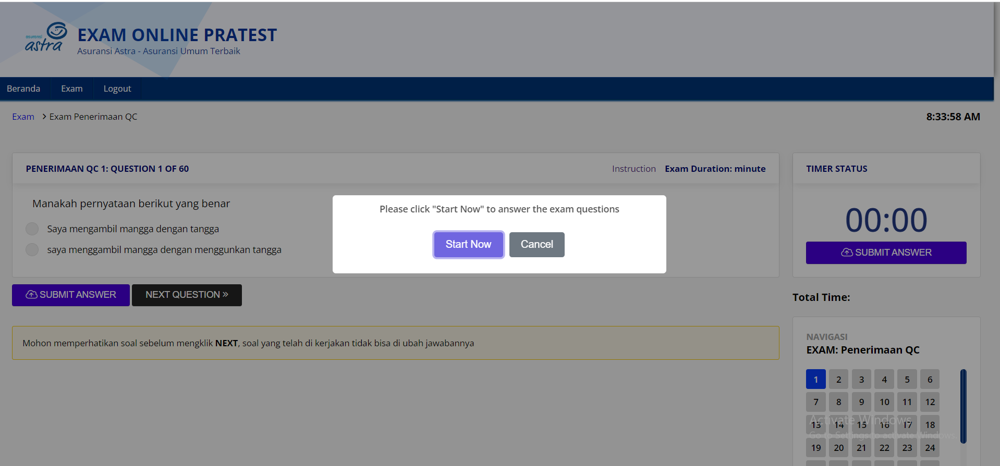 asuransi
astra
EXAM ONLINE PRATEST
Asuransi Astra - Asuransi Umum Terbaik
Beranda Exam Logout
Exam > Exam Penerimaan QC
8:33:58 AM
PENERIMAAN QC 1: QUESTION 1 OF 60
Instruction Exam Duration: minute
Manakah pernyataan berikut yang benar
Saya mengambil mangga dengan tangga
saya menggambil mangga dengan menggunkan tangga
Please click "Start Now" to answer the exam questions
Start Now Cancel
SUBMIT ANSWER NEXT QUESTION »
Mohon memperhatikan soal sebelum mengklik NEXT, soal yang telah di kerjakan tidak bisa di ubah jawabannya
TIMER STATUS
00:00
SUBMIT ANSWER
Total Time:
NAVIGASI
EXAM: Penerimaan QC
1 2 3 4 5 6
7 8 9 10 11 12
13 14 15 16 17 18
19 20 21 22 23 24
Activate Windows
Go to Settings to activate Windows.